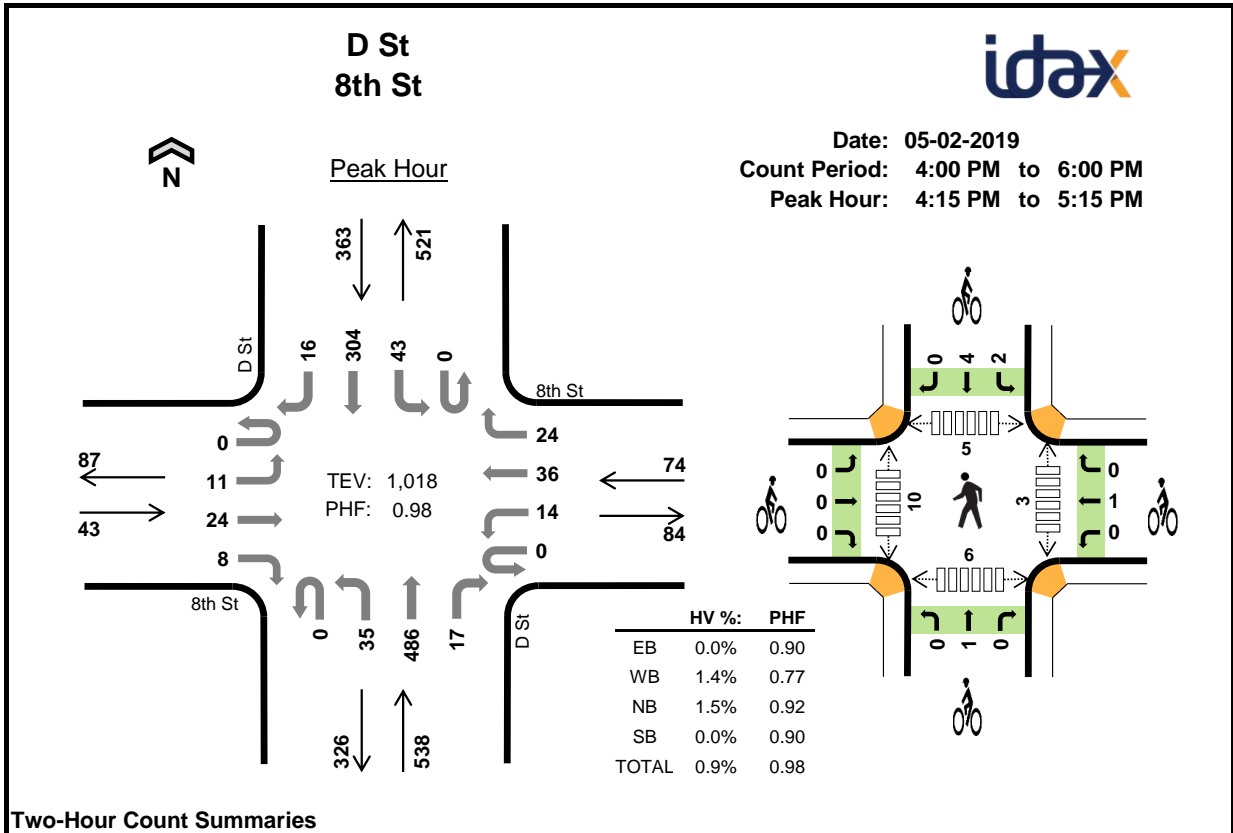 D St
8th St
idax
Date: 05-02-2019
Count Period: 4:00 PM to 6:00 PM
Peak Hour: 4:15 PM to 5:15 PM
N
Peak Hour
363
521
D St
16
304
43
0
8th St
0
11
24
8
87
43
TEV: 1,018
PHF: 0.98
24
36
14
0
74
84
8th St
0
35
486
17
D St
326
538
HV %: PHF
EB 0.0% 0.90
WB 1.4% 0.77
NB 1.5% 0.92
SB 0.0% 0.90
TOTAL 0.9% 0.98
0
4
2
5
0
0
0
10
3
0
1
0
6
0
1
0
Two-Hour Count Summaries